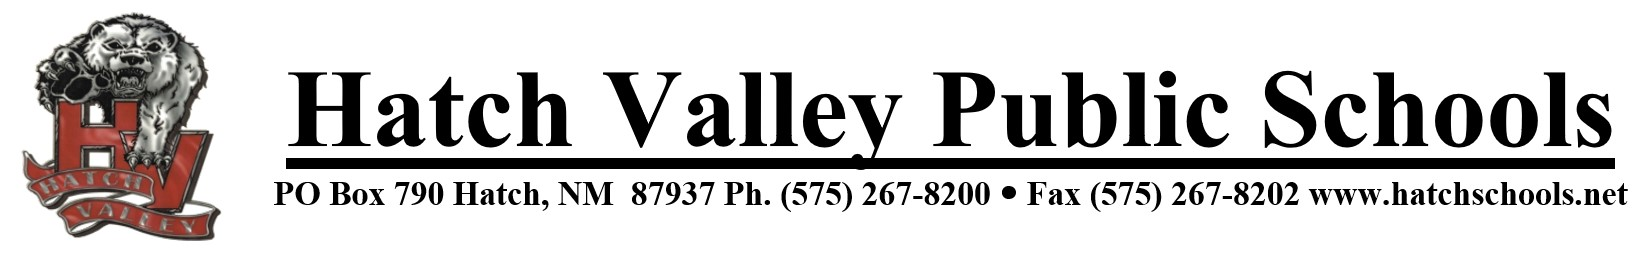 HV
HATCH
VALLEY
Hatch Valley Public Schools
PO Box 790 Hatch, NM  87937 Ph. (575) 267-8200 • Fax (575) 267-8202 www.hatchschools.net